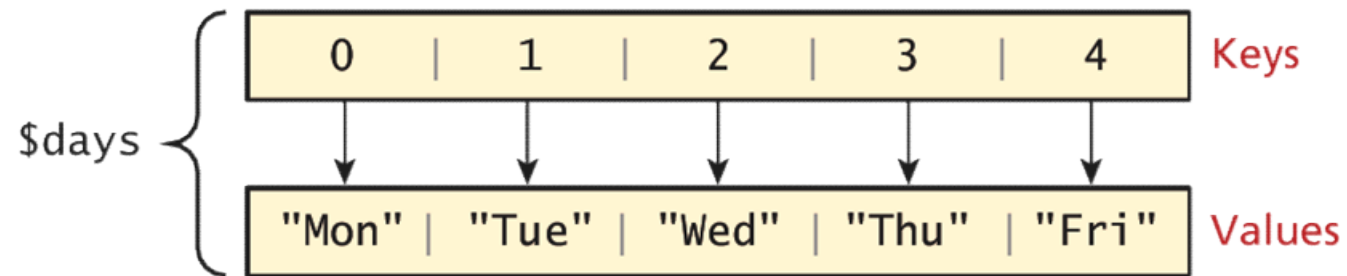 0 | 1 | 2 | 3 | 4 Keys
$days
"Mon" | "Tue" | "Wed" | "Thu" | "Fri" Values